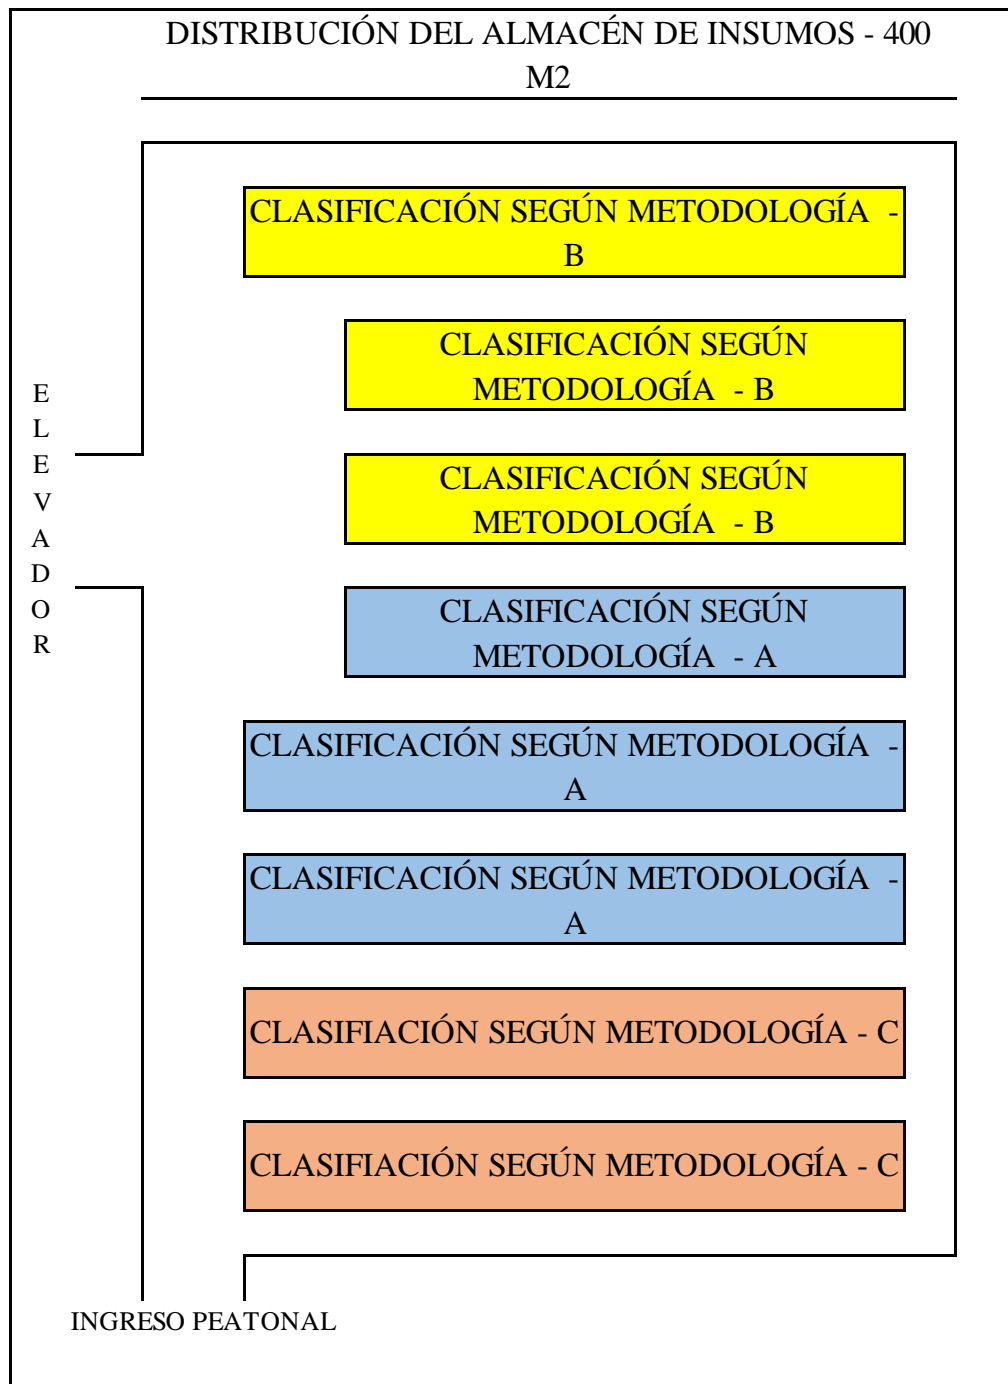 DISTRIBUCIÓN DEL ALMACÉN DE INSUMOS - 400
M2
CLASIFICACIÓN SEGÚN METODOLOGÍA -
B
CLASIFICACIÓN SEGÚN
METODOLOGÍA - B
CLASIFICACIÓN SEGÚN
METODOLOGÍA - B
E
L
E
V
A
D
O
R
CLASIFICACIÓN SEGÚN
METODOLOGÍA - A
CLASIFICACIÓN SEGÚN METODOLOGÍA -
A
CLASIFICACIÓN SEGÚN METODOLOGÍA -
A
CLASIFIACIÓN SEGÚN METODOLOGÍA - C
CLASIFIACIÓN SEGÚN METODOLOGÍA - C
INGRESO PEATONAL